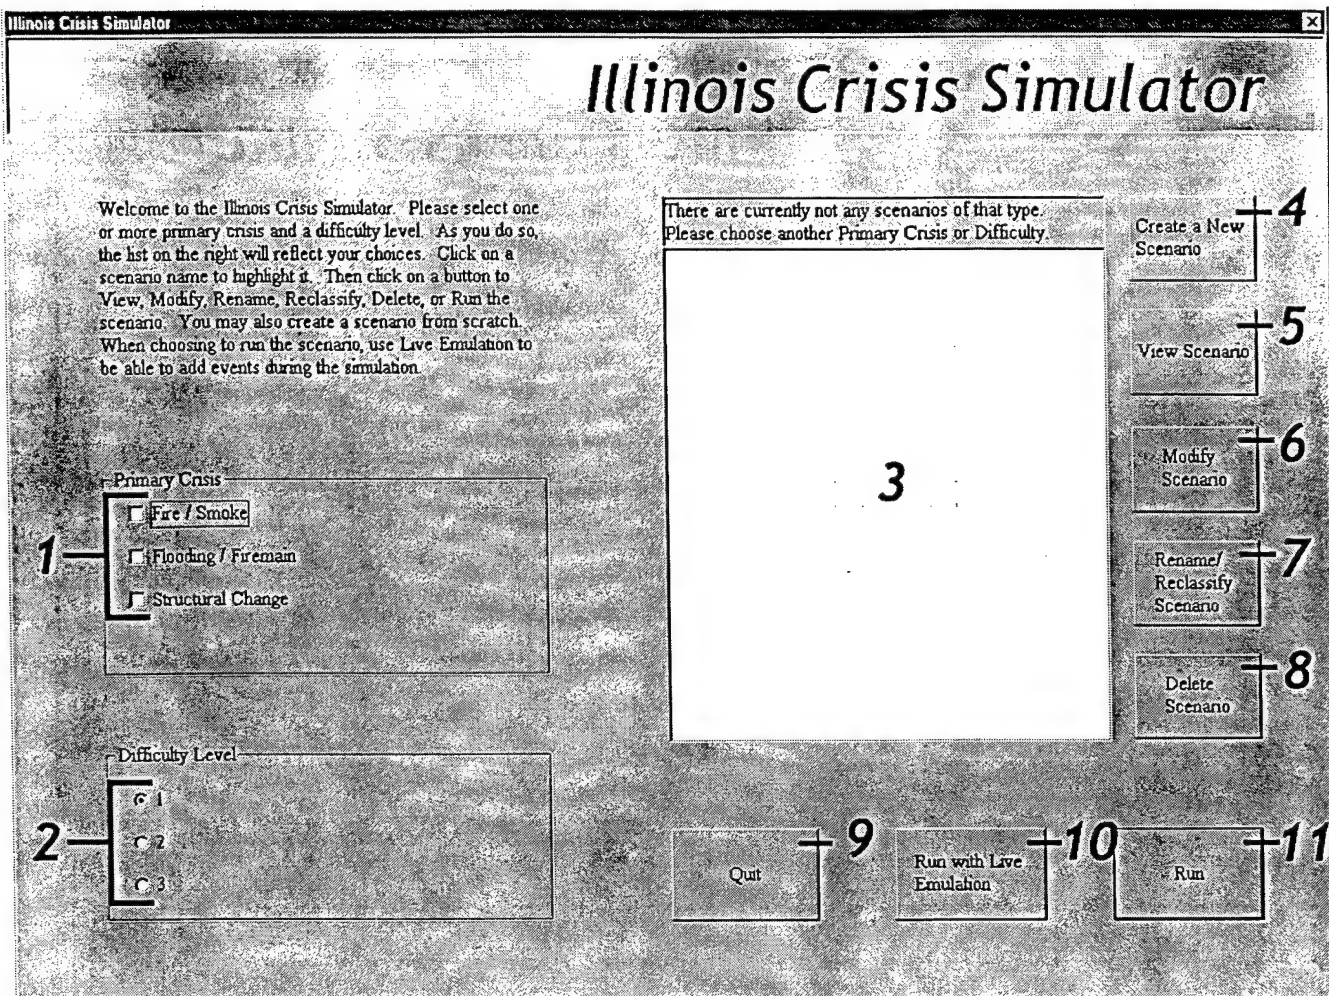 Illinois Crisis Simulator
Illinois Crisis Simulator
Welcome to the Illinois Crisis Simulator. Please select one
or more primary crisis and a difficulty level. As you do so,
the list on the right will reflect your choices. Click on a
scenario name to highlight it. Then click on a button to
View, Modify, Rename, Reclassify, Delete, or Run the
scenario. You may also create a scenario from scratch.
When choosing to run the scenario, use Live Emulation to
be able to add events during the simulation.
Primary Crisis
1
Fire / Smoke
Flooding / Firemain
Structural Change
Difficulty Level
2
1
2
3
There are currently not any scenarios of that type.
Please choose another Primary Crisis or Difficulty.
3
Create a New
Scenario
4
View Scenario
5
Modify
Scenario
6
Rename/
Reclassify
Scenario
7
Delete
Scenario
8
Quit
9
Run with Live
Emulation
10
Run
11